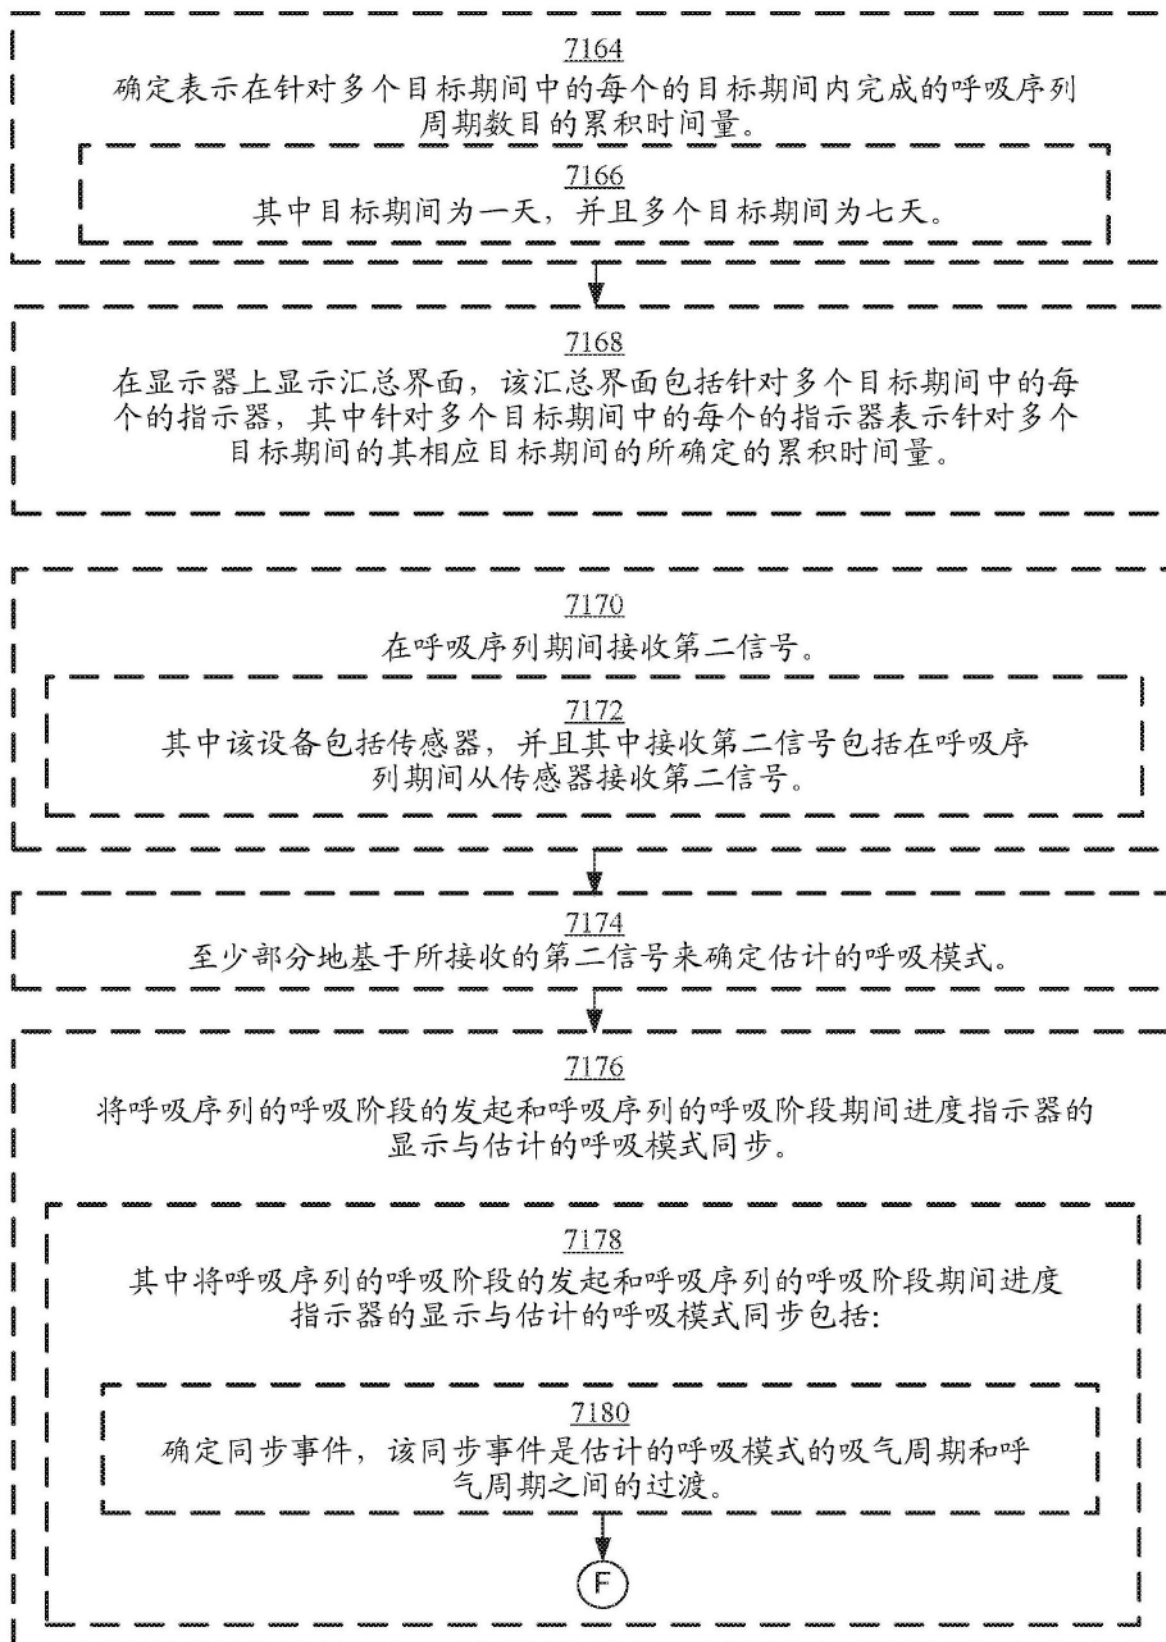 7164
确定表示在针对多个目标期间中的每个的目标期间内完成的呼吸序列
周期数目的累积时间量。
7166
其中目标期间为一天，并且多个目标期间为七天。
7168
在显示器上显示汇总界面，该汇总界面包括针对多个目标期间中的每
个的指示器，其中针对多个目标期间中的每个的指示器表示针对多个
目标期间的其相应目标期间的所确定的累积时间量。
7170
在呼吸序列期间接收第二信号。
7172
其中该设备包括传感器，并且其中接收第二信号包括在呼吸序
列期间从传感器接收第二信号。
7174
至少部分地基于所接收的第二信号来确定估计的呼吸模式。
7176
将呼吸序列的呼吸阶段的发起和呼吸序列的呼吸阶段期间进度指示器的
显示与估计的呼吸模式同步。
7178
其中将呼吸序列的呼吸阶段的发起和呼吸序列的呼吸阶段期间进度
指示器的显示与估计的呼吸模式同步包括：
7180
确定同步事件，该同步事件是估计的呼吸模式的吸气周期和呼
气周期之间的过渡。
F